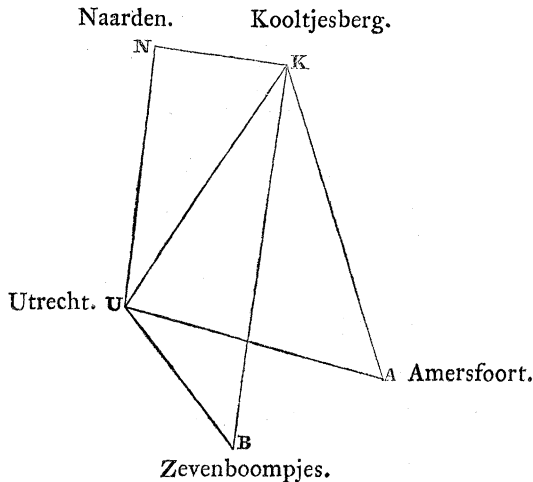 Naarden. Kooltjesberg.
N K
Utrecht. U
A Amersfoort.
B
Zevenboompjes.